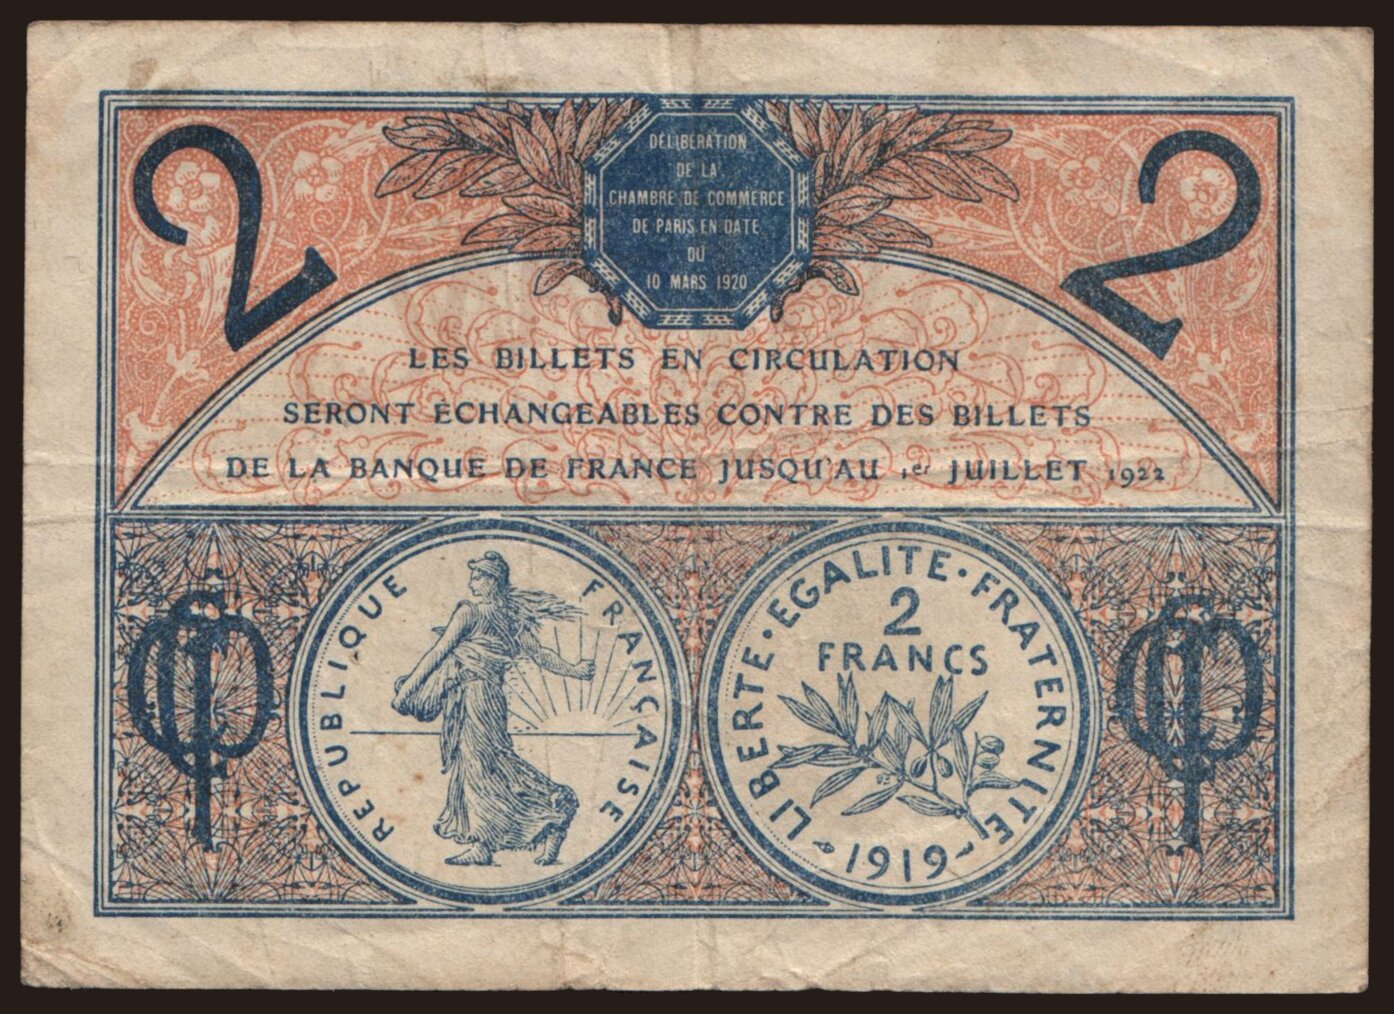 2
2
DÉLIBÉRATION
DE LA
CHAMBRE DE COMMERCE
DE PARIS EN DATE
DU
10 MARS 1920
LES BILLETS EN CIRCULATION
SERONT ÉCHANGEABLES CONTRE DES BILLETS
DE LA BANQUE DE FRANCE JUSQU'AU 1er JUILLET 1922
REPUBLIQUE FRANÇAISE
LIBERTE·EGALITE·FRATERNITE
2
FRANCS
1919